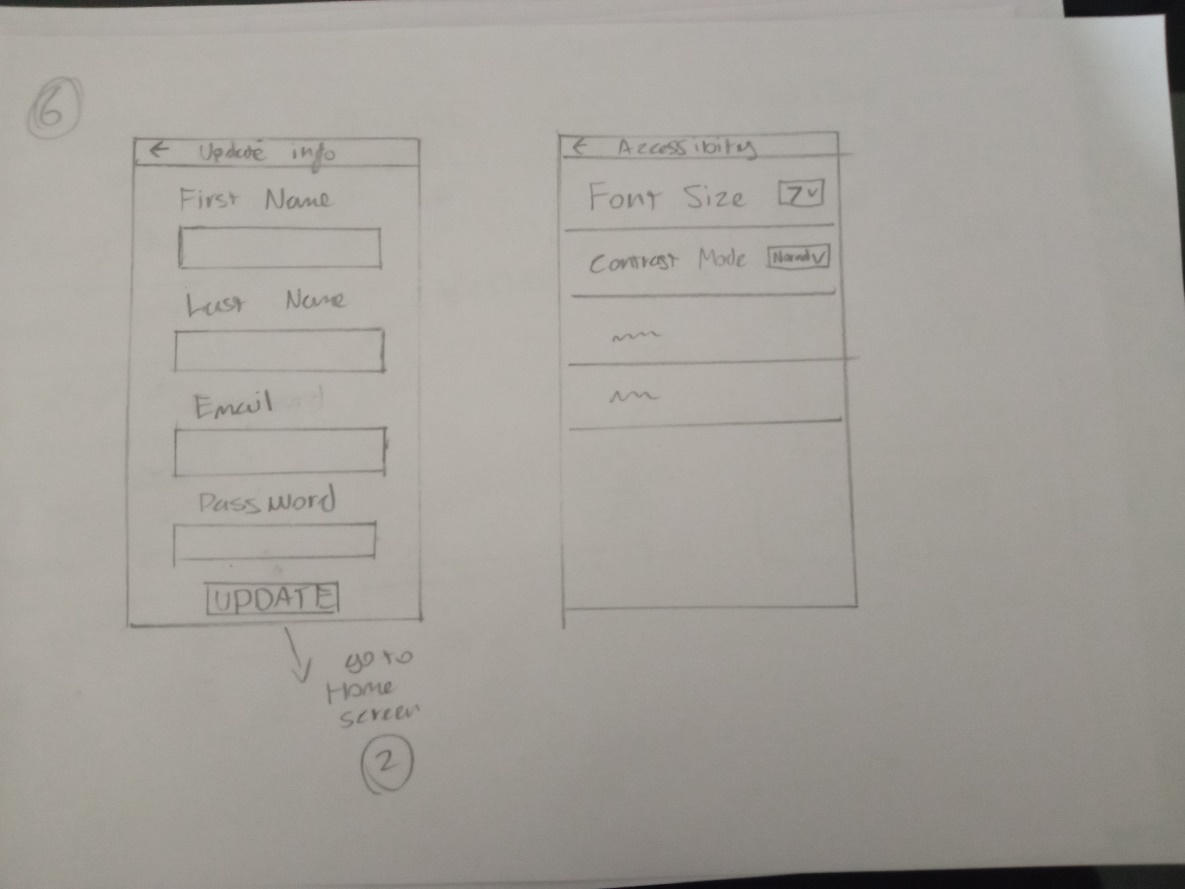 6
← Update info
First Name
Last Name
Email
Password
UPDATE
go to
Home
screen
2
← Accessibity
Font Size 7 v
Contrast Mode Normal v